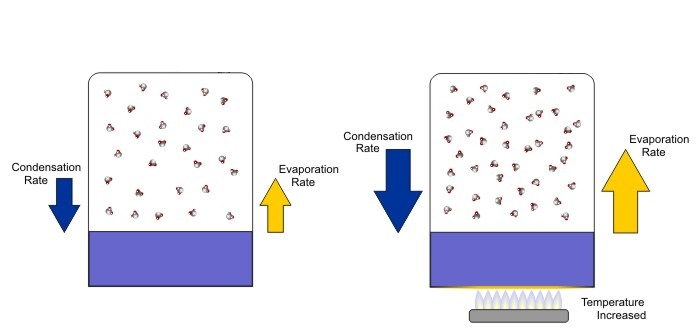 Condensation
Rate
Evaporation
Rate
Condensation
Rate
Evaporation
Rate
Temperature
Increased